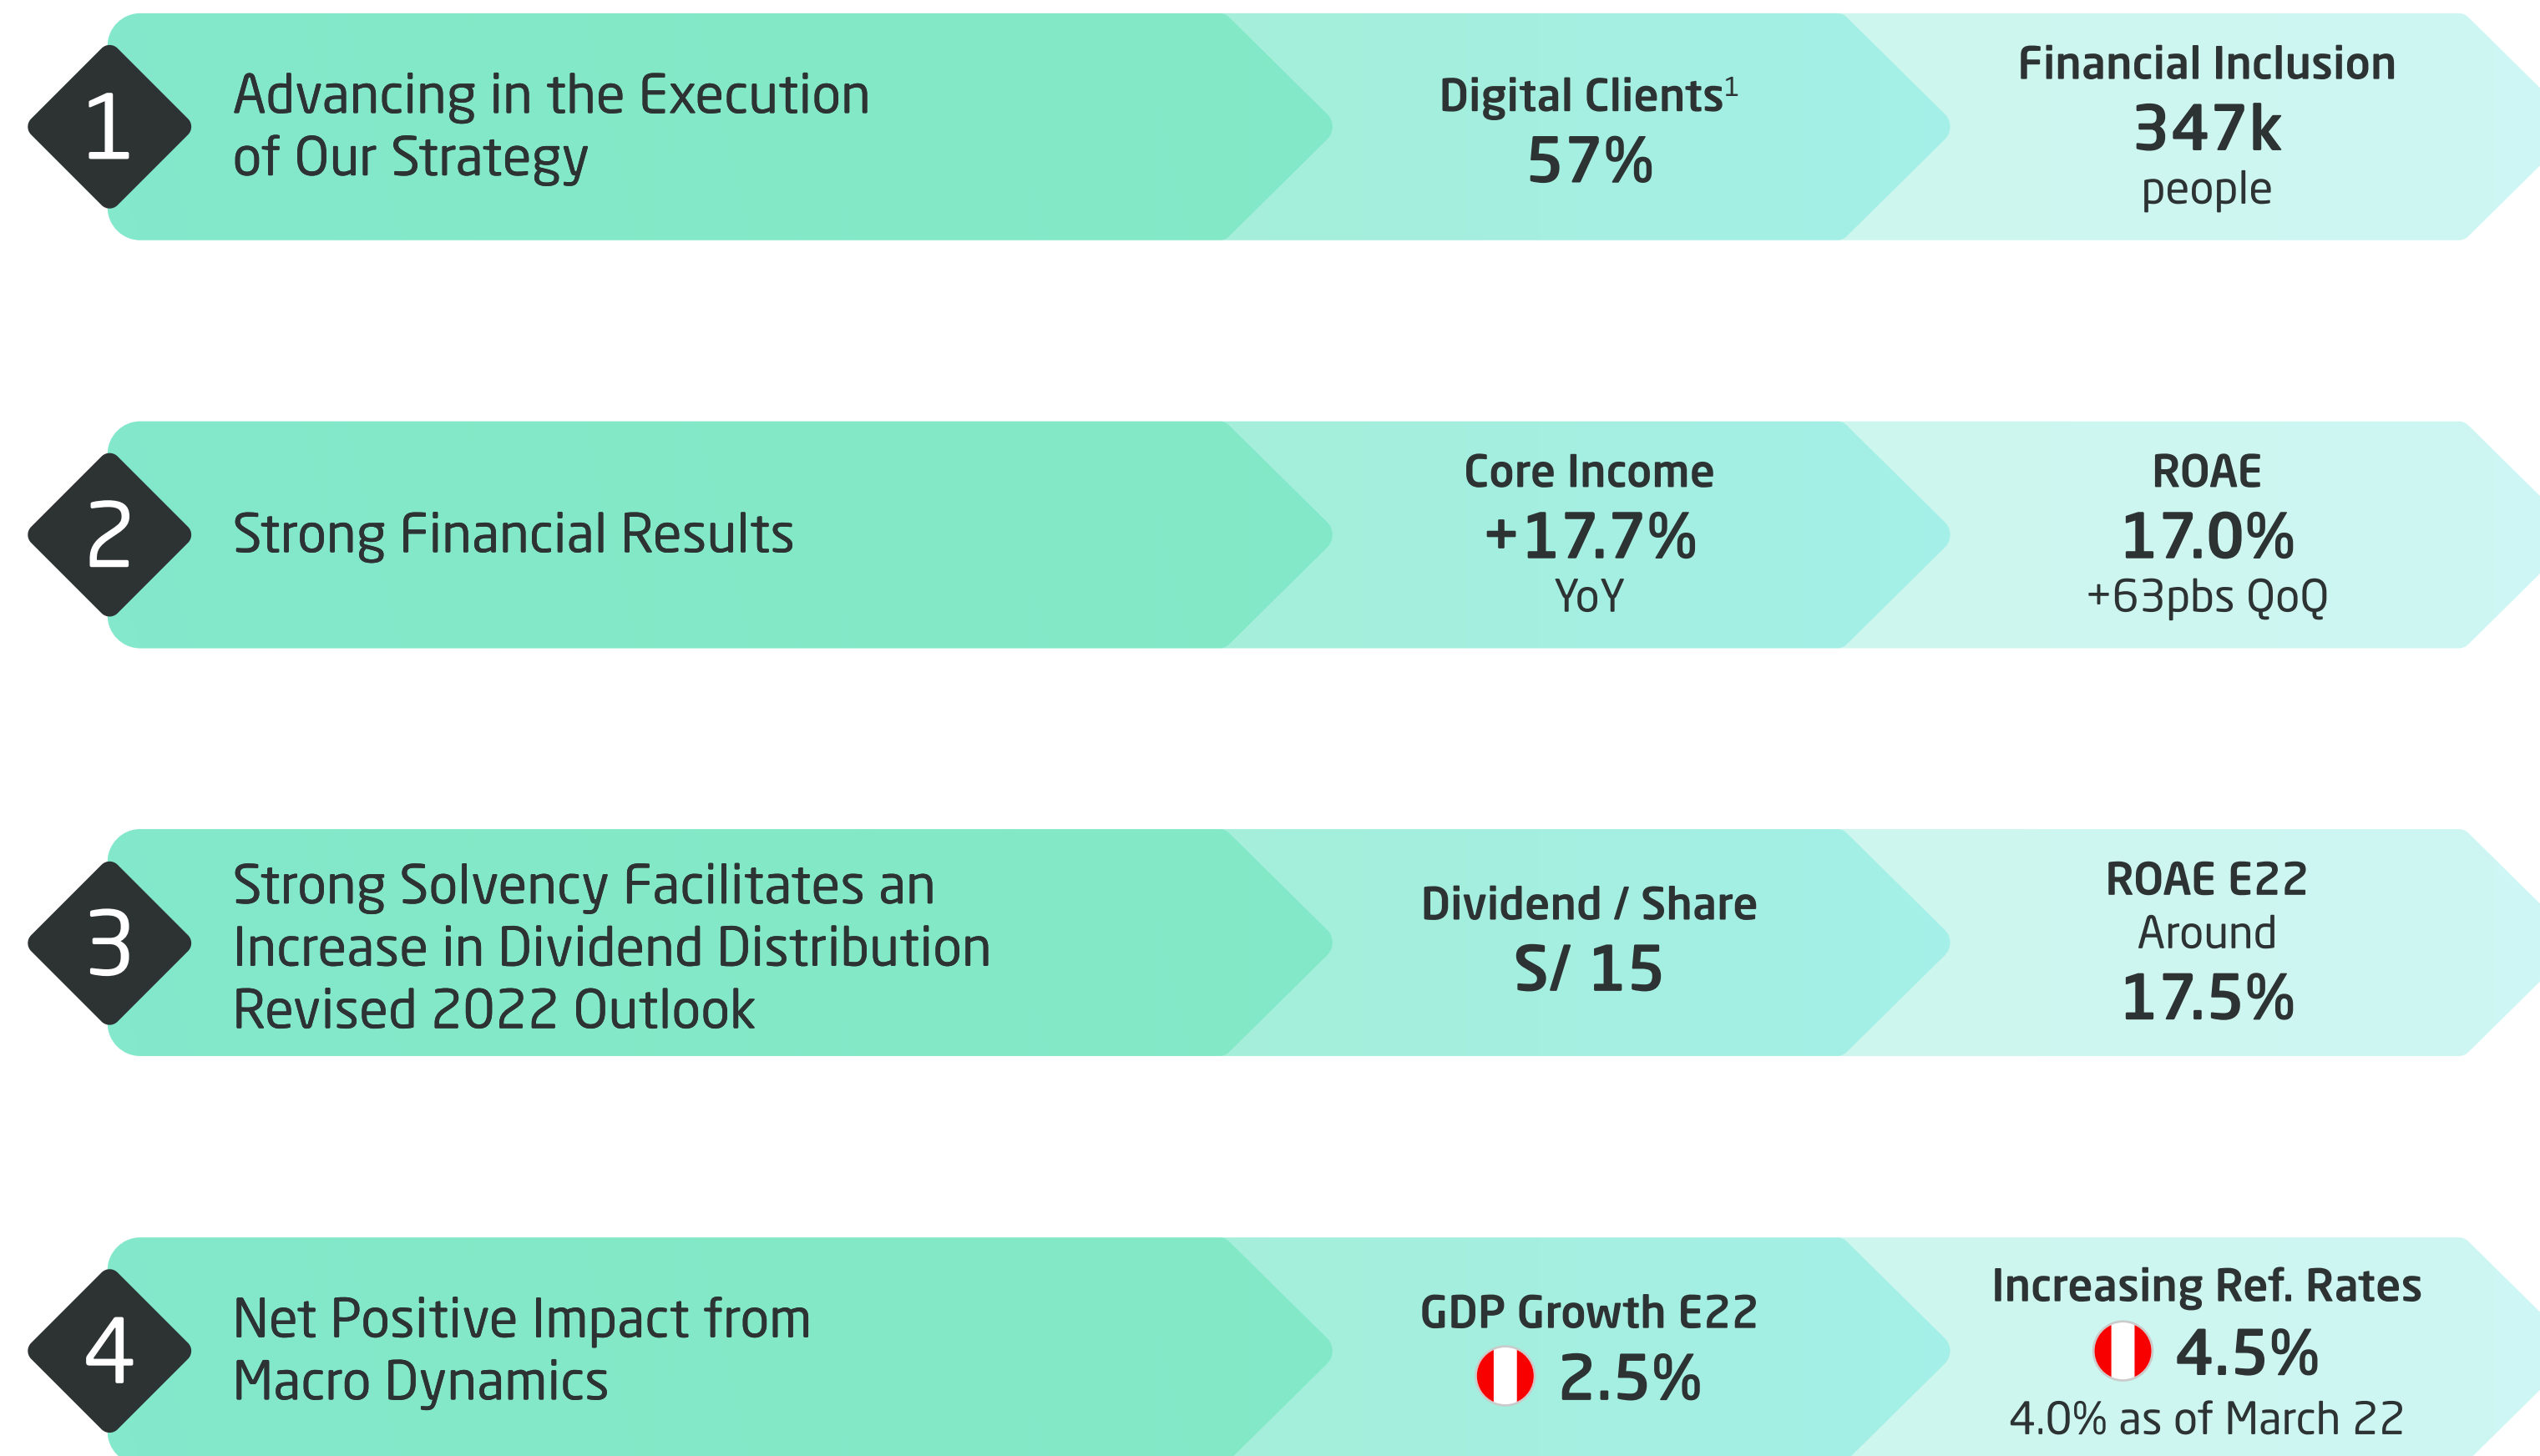 1
Advancing in the Execution
of Our Strategy
Digital Clients¹
57%
Financial Inclusion
347k
people
2
Strong Financial Results
Core Income
+17.7%
YoY
ROAE
17.0%
+63pbs QoQ
3
Strong Solvency Facilitates an
Increase in Dividend Distribution
Revised 2022 Outlook
Dividend / Share
S/ 15
ROAE E22
Around
17.5%
4
Net Positive Impact from
Macro Dynamics
GDP Growth E22
2.5%
Increasing Ref. Rates
4.5%
4.0% as of March 22